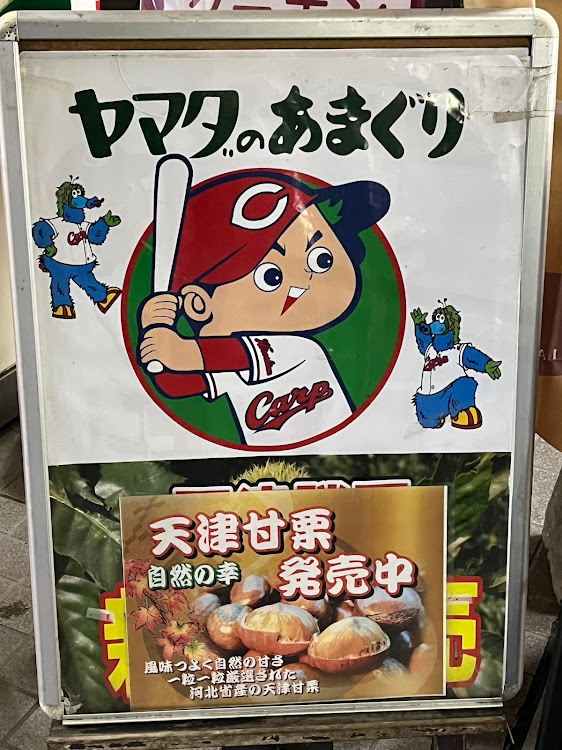 ヤマダのあまぐり
C
Carp
Carp
Carp
天津甘栗
自然の幸
発売中
風味つよく自然の甘さ
一粒一粒厳選された
河北省産の天津甘栗